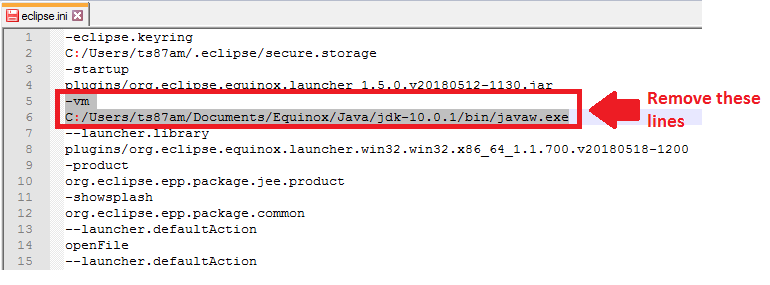 eclipse.ini
1 -eclipse.keyring
2 C:/Users/ts87am/.eclipse/secure.storage
3 -startup
4 plugins/org.eclipse.equinox.launcher_1.5.0.v20180512-1130.jar
5 -vm
6 C:/Users/ts87am/Documents/Equinox/Java/jdk-10.0.1/bin/javaw.exe
Remove these
lines
7 --launcher.library
8 plugins/org.eclipse.equinox.launcher.win32.win32.x86_64_1.1.700.v20180518-1200
9 -product
10 org.eclipse.epp.package.jee.product
11 -showsplash
12 org.eclipse.epp.package.common
13 --launcher.defaultAction
14 openFile
15 --launcher.defaultAction